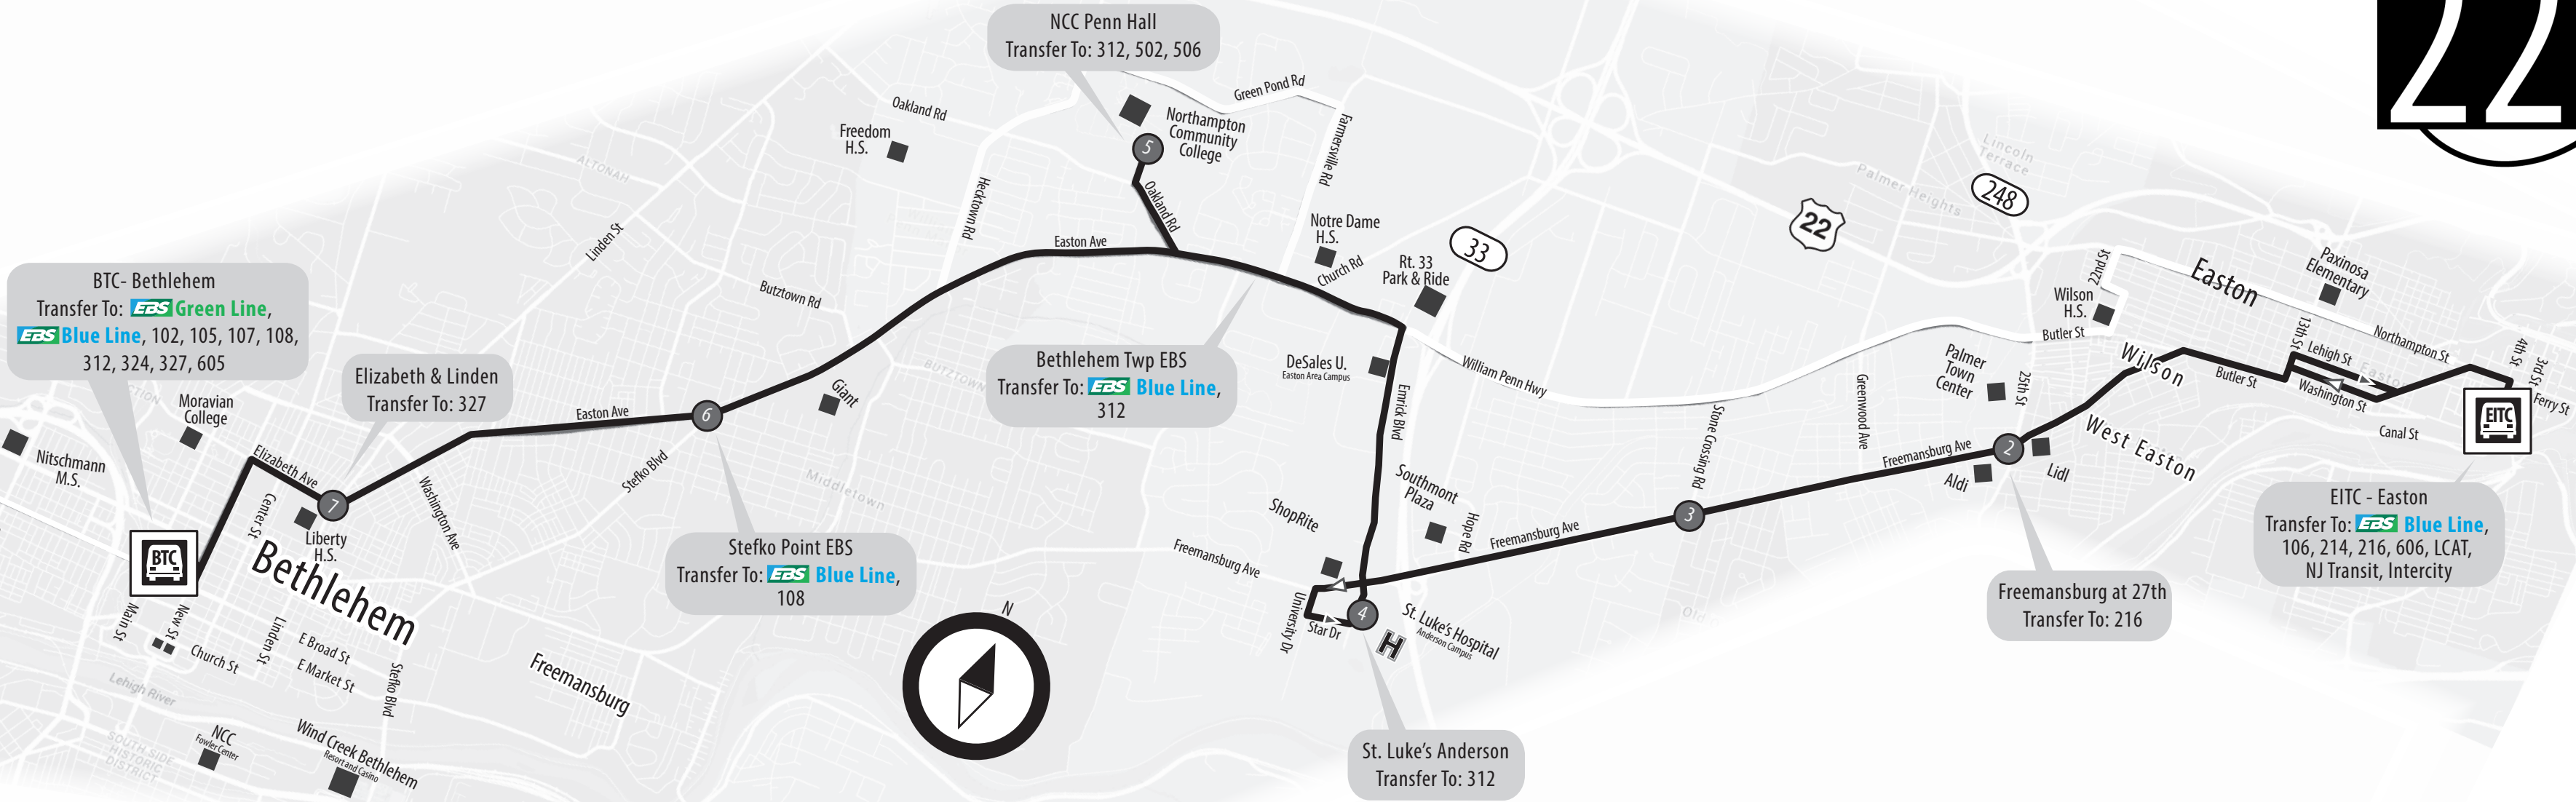 22
NCC Penn Hall
Transfer To: 312, 502, 506
Green Pond Rd
Oakland Rd
Freedom
H.S.
Northampton
Community
College
5
Oakland Rd
Farmersville Rd
Hecktown Rd
ALTONAH
Linden St
Easton Ave
Notre Dame
H.S.
Church Rd
Rt. 33
Park & Ride
33
22
248
Lincoln
Terrace
Palmer Heights
22nd St
Easton
Paxinosa
Elementary
Wilson
H.S.
Butler St
13th St
Northampton St
4th St
3rd St
Lehigh St
Easton
Wilson
Butler St
Washington St
Ferry St
EITC
Canal St
BTC- Bethlehem
Transfer To: EBS Green Line,
EBS Blue Line, 102, 105, 107, 108,
312, 324, 327, 605
Butztown Rd
BUTZTOWN
Giant
Elizabeth & Linden
Transfer To: 327
Bethlehem Twp EBS
Transfer To: EBS Blue Line,
312
DeSales U.
Easton Area Campus
William Penn Hwy
Emrick Blvd
Palmer
Town
Center
25th St
Greenwood Ave
Stone Crossing Rd
2
Freemansburg Ave
Aldi
Lidl
West Easton
Moravian
College
Nitschmann
M.S.
Elizabeth Ave
Center St
7
Liberty
H.S.
Washington Ave
Easton Ave
6
Stefko Blvd
Middletown
Southmont
Plaza
Hope Rd
ShopRite
Freemansburg Ave
Freemansburg Ave
3
BTC
Bethlehem
Stefko Point EBS
Transfer To: EBS Blue Line,
108
EITC - Easton
Transfer To: EBS Blue Line,
106, 214, 216, 606, LCAT,
NJ Transit, Intercity
Freemansburg at 27th
Transfer To: 216
University Dr
Star Dr
4
H
St. Luke's Hospital
Anderson Campus
Main St
New St
Church St
Linden St
E Broad St
E Market St
Stefko Blvd
Freemansburg
N
Lehigh River
SOUTH SIDE
HISTORIC
DISTRICT
NCC
Fowler Center
Wind Creek Bethlehem
Resort and Casino
St. Luke's Anderson
Transfer To: 312